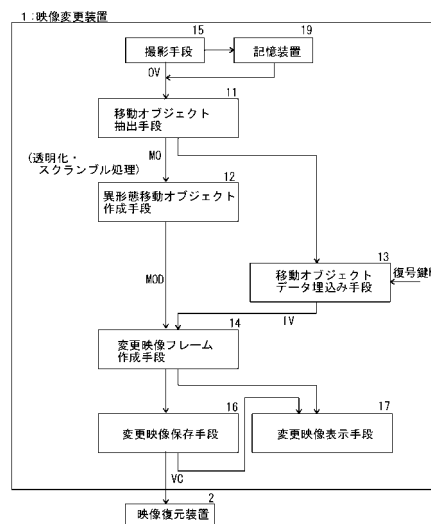 1:映像変更装置
15
撮影手段
19
記憶装置
OV
11
移動オブジェクト
抽出手段
MO
(透明化・
スクランブル処理)
12
異形態移動オブジェクト
作成手段
13
移動オブジェクト
データ埋込み手段
復号鍵
MOD
IV
14
変更映像フレーム
作成手段
16
変更映像保存手段
17
変更映像表示手段
VC
2
映像復元装置